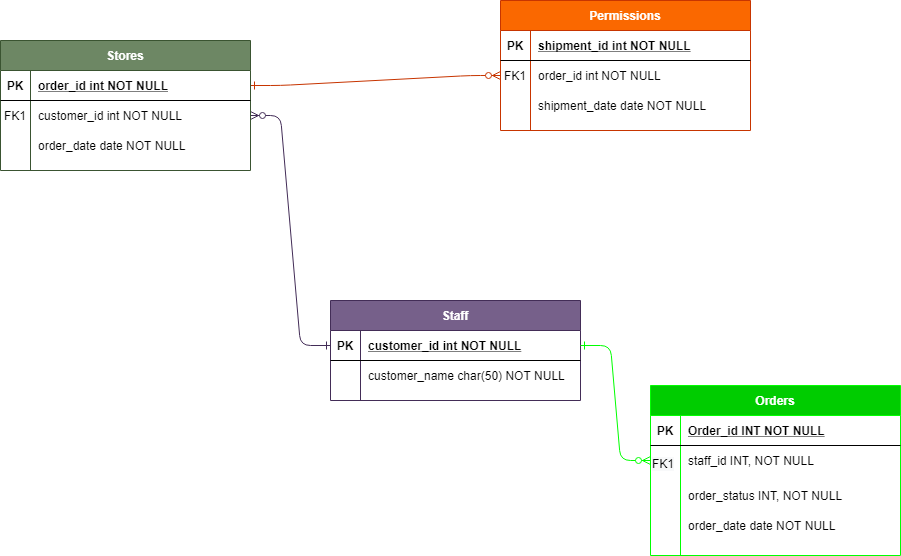 Permissions
PK shipment_id int NOT NULL
FK1 order_id int NOT NULL
shipment_date date NOT NULL
Stores
PK order_id int NOT NULL
FK1 customer_id int NOT NULL
order_date date NOT NULL
Staff
PK customer_id int NOT NULL
customer_name char(50) NOT NULL
Orders
PK Order_id INT NOT NULL
FK1 staff_id INT, NOT NULL
order_status INT, NOT NULL
order_date date NOT NULL